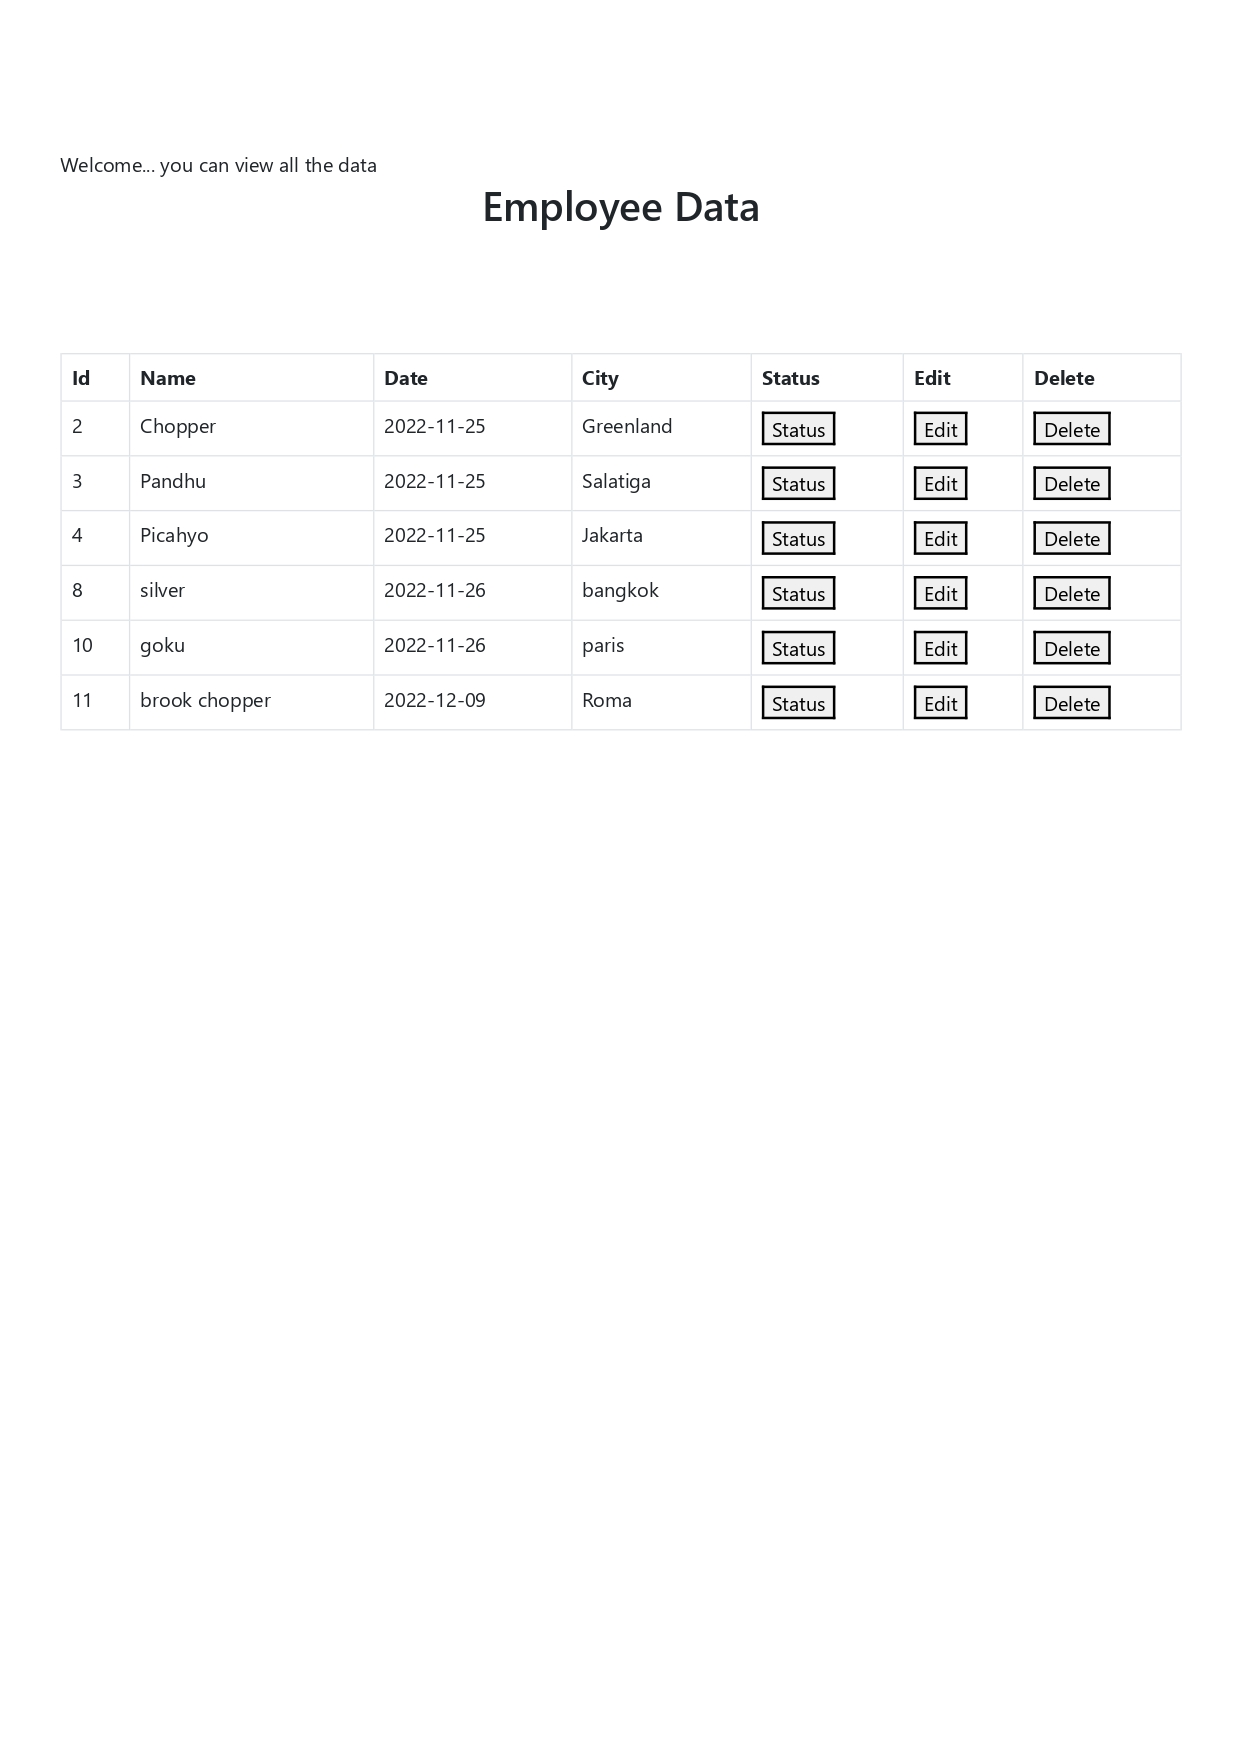 Welcome... you can view all the data
Employee Data
Id Name Date City Status Edit Delete
2 Chopper 2022-11-25 Greenland Status Edit Delete
3 Pandhu 2022-11-25 Salatiga Status Edit Delete
4 Picahyo 2022-11-25 Jakarta Status Edit Delete
8 silver 2022-11-26 bangkok Status Edit Delete
10 goku 2022-11-26 paris Status Edit Delete
11 brook chopper 2022-12-09 Roma Status Edit Delete